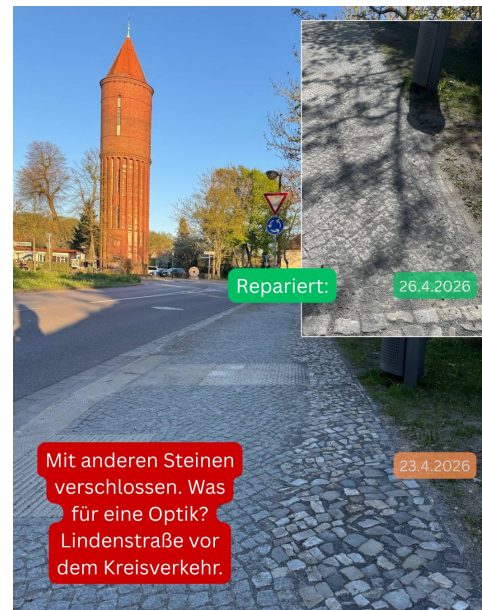 Repariert:
26.4.2026
23.4.2026
Mit anderen Steinen
verschlossen. Was
für eine Optik?
Lindenstraße vor
dem Kreisverkehr.